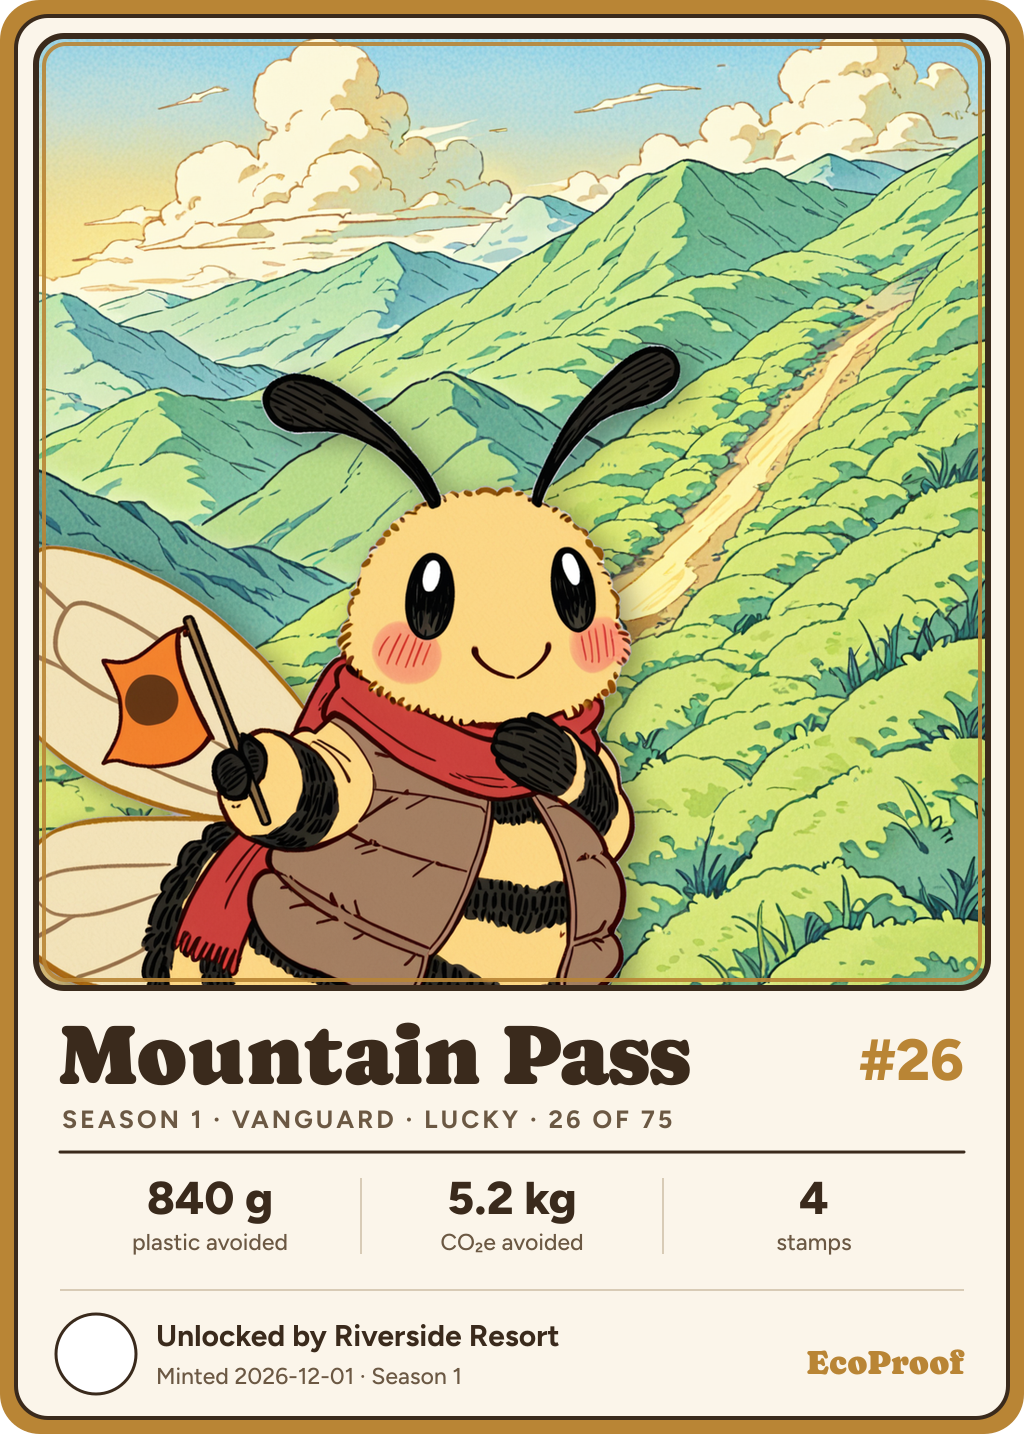 Mountain Pass
#26
SEASON 1 · VANGUARD · LUCKY · 26 OF 75
840 g
plastic avoided
5.2 kg
CO₂e avoided
4
stamps
Unlocked by Riverside Resort
Minted 2026-12-01 · Season 1
EcoProof